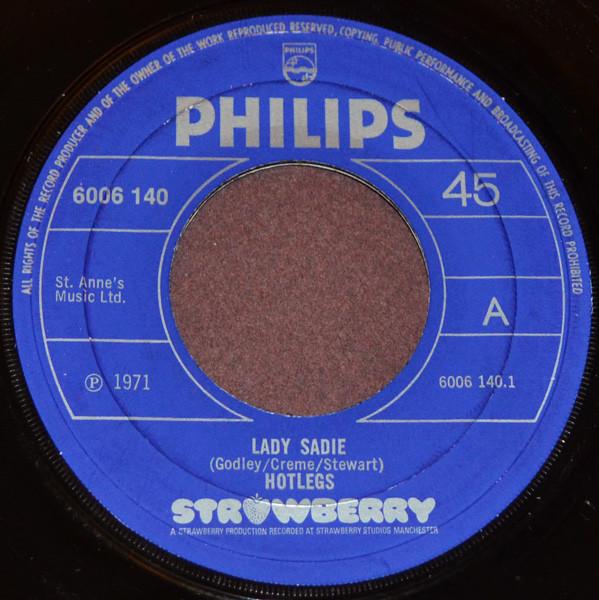 ALL RIGHTS OF THE RECORD PRODUCER AND OF THE OWNER OF THE WORK REPRODUCED RESERVED, COPYING, PUBLIC PERFORMANCE AND BROADCASTING OF THIS RECORD PROHIBITED
PHILIPS
PHILIPS
6006 140
45
St. Anne's
Music Ltd.
A
Ⓟ 1971
6006 140.1
LADY SADIE
(Godley/Creme/Stewart)
HOTLEGS
STRAWBERRY
A STRAWBERRY PRODUCTION RECORDED AT STRAWBERRY STUDIOS MANCHESTER